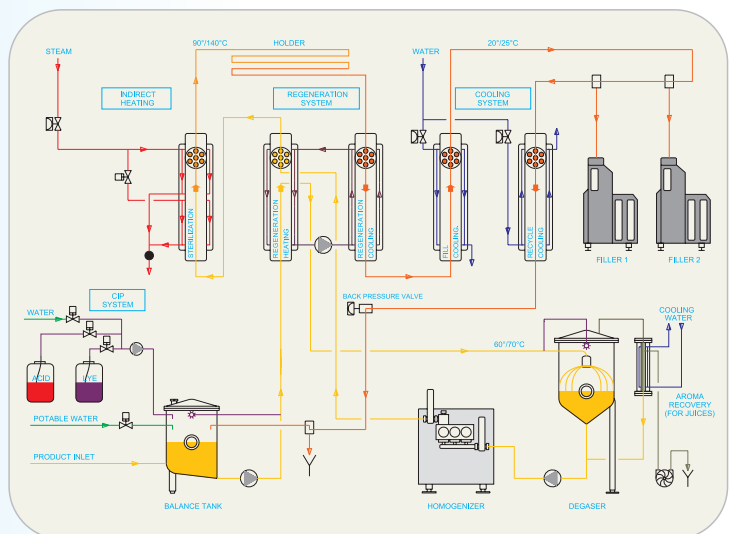 STEAM
90°/140°C
HOLDER
WATER
20°/25°C
INDIRECT
HEATING
REGENERATION
SYSTEM
COOLING
SYSTEM
STERILIZATION
REGENERATION
HEATING
REGENERATION
COOLING
FILL
COOLING.
RECYCLE
COOLING
FILLER 1
FILLER 2
CIP
SYSTEM
BACK PRESSURE VALVE
WATER
COOLING
WATER
60°/70°C
ACID
LYE
AROMA
RECOVERY
(FOR JUICES)
POTABLE WATER
PRODUCT INLET
BALANCE TANK
HOMOGENIZER
DEGASER